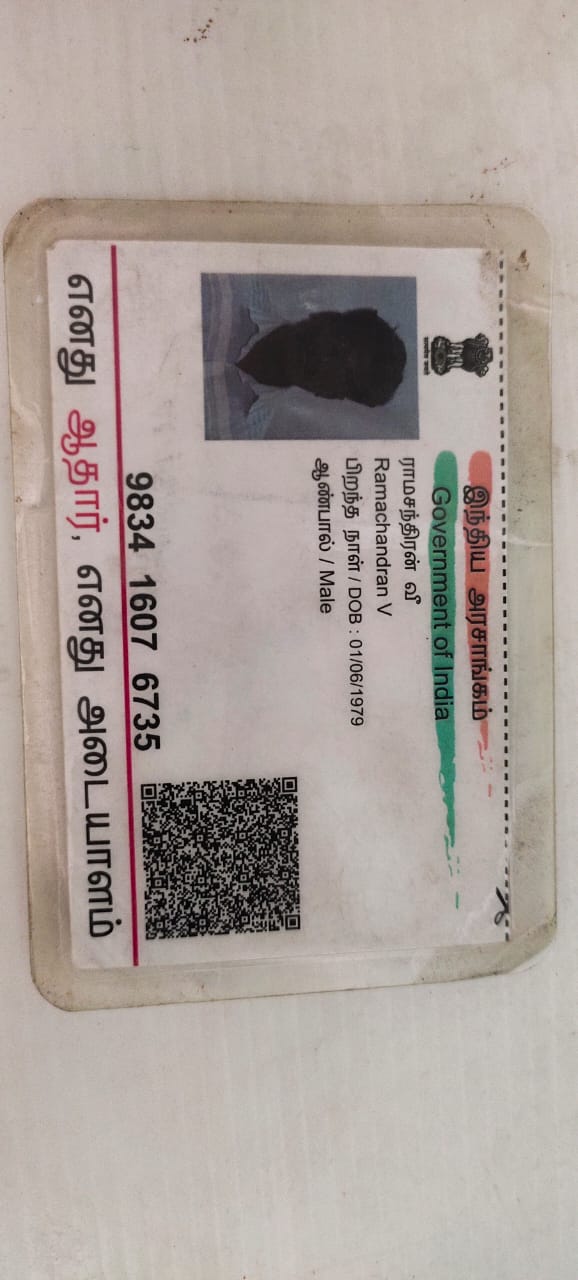 இந்திய அரசாங்கம்
Government of India
ராமசந்திரன் வீ
Ramachandran V
பிறந்த நாள் / DOB : 01/06/1979
ஆண்பால் / Male
9834 1607 6735
எனது ஆதார், எனது அடையாளம்